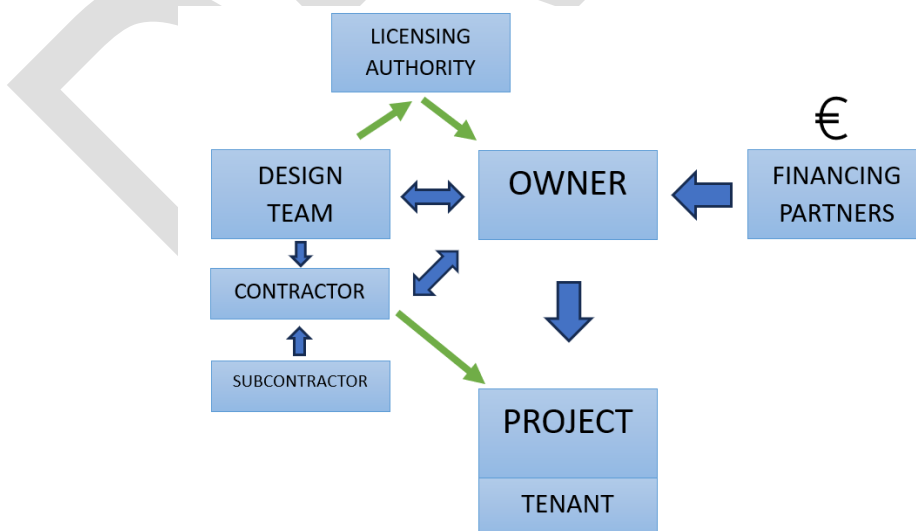 LICENSING
AUTHORITY
€
DESIGN
TEAM
OWNER
FINANCING
PARTNERS
CONTRACTOR
SUBCONTRACTOR
PROJECT
TENANT